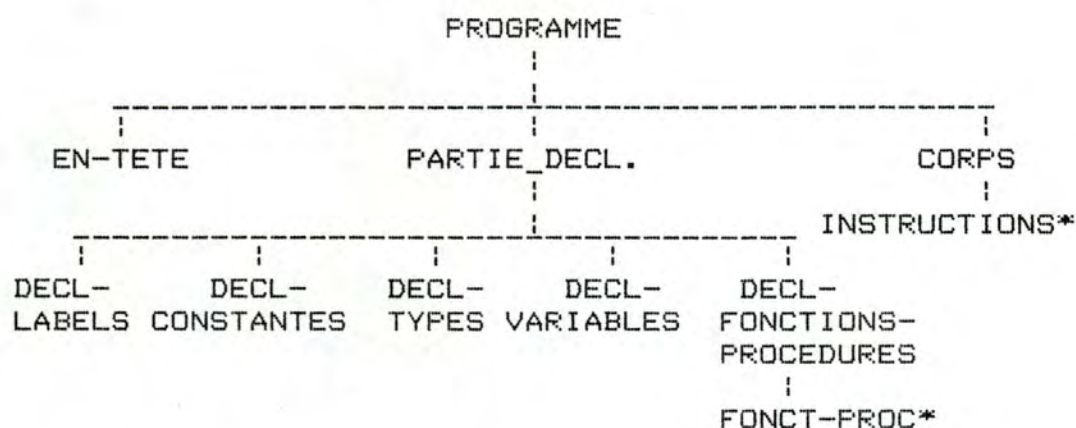 PROGRAMME
EN-TETE PARTIE_DECL. CORPS
INSTRUCTIONS*
DECL- DECL- DECL- DECL- DECL-
LABELS CONSTANTES TYPES VARIABLES FONCTIONS-
PROCEDURES
FONCT-PROC*